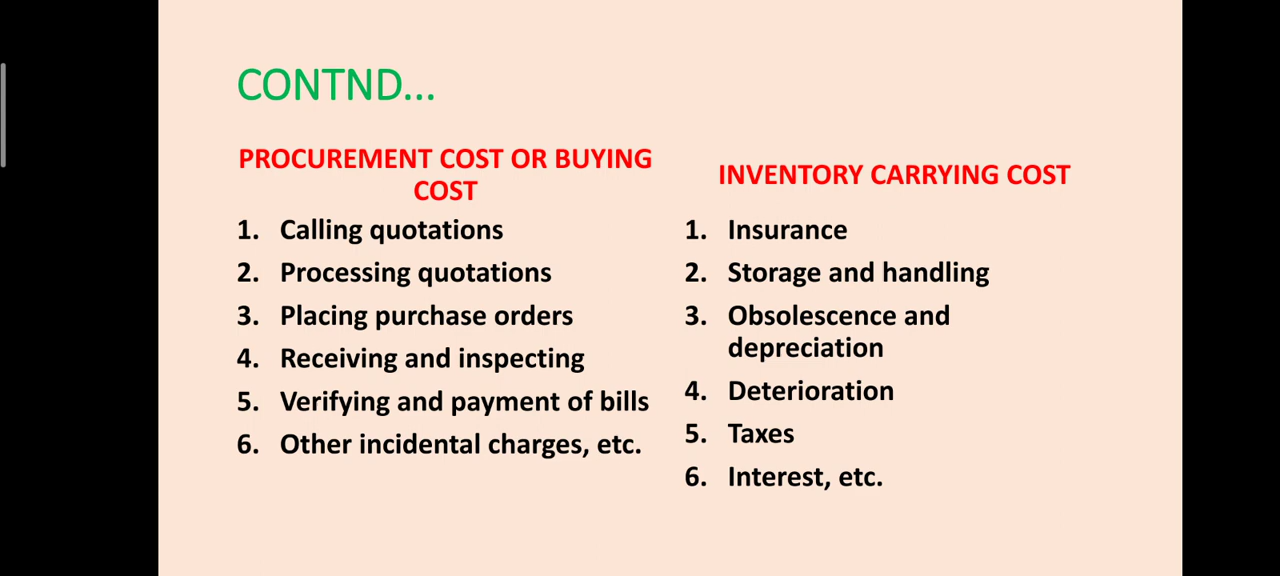 CONTND...
PROCUREMENT COST OR BUYING
COST
1. Calling quotations
2. Processing quotations
3. Placing purchase orders
4. Receiving and inspecting
5. Verifying and payment of bills
6. Other incidental charges, etc.
INVENTORY CARRYING COST
1. Insurance
2. Storage and handling
3. Obsolescence and
depreciation
4. Deterioration
5. Taxes
6. Interest, etc.